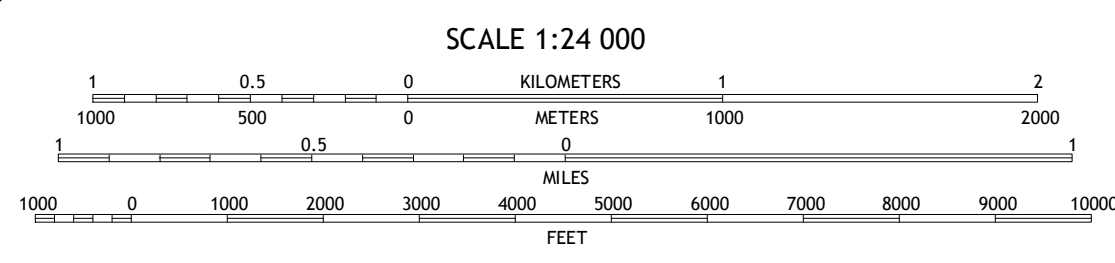 SCALE 1:24 000
1 0.5 0 KILOMETERS 1 2
1000 500 0 METERS 1000 2000
1 0.5 0 1
MILES
1000 0 1000 2000 3000 4000 5000 6000 7000 8000 9000 10000
FEET